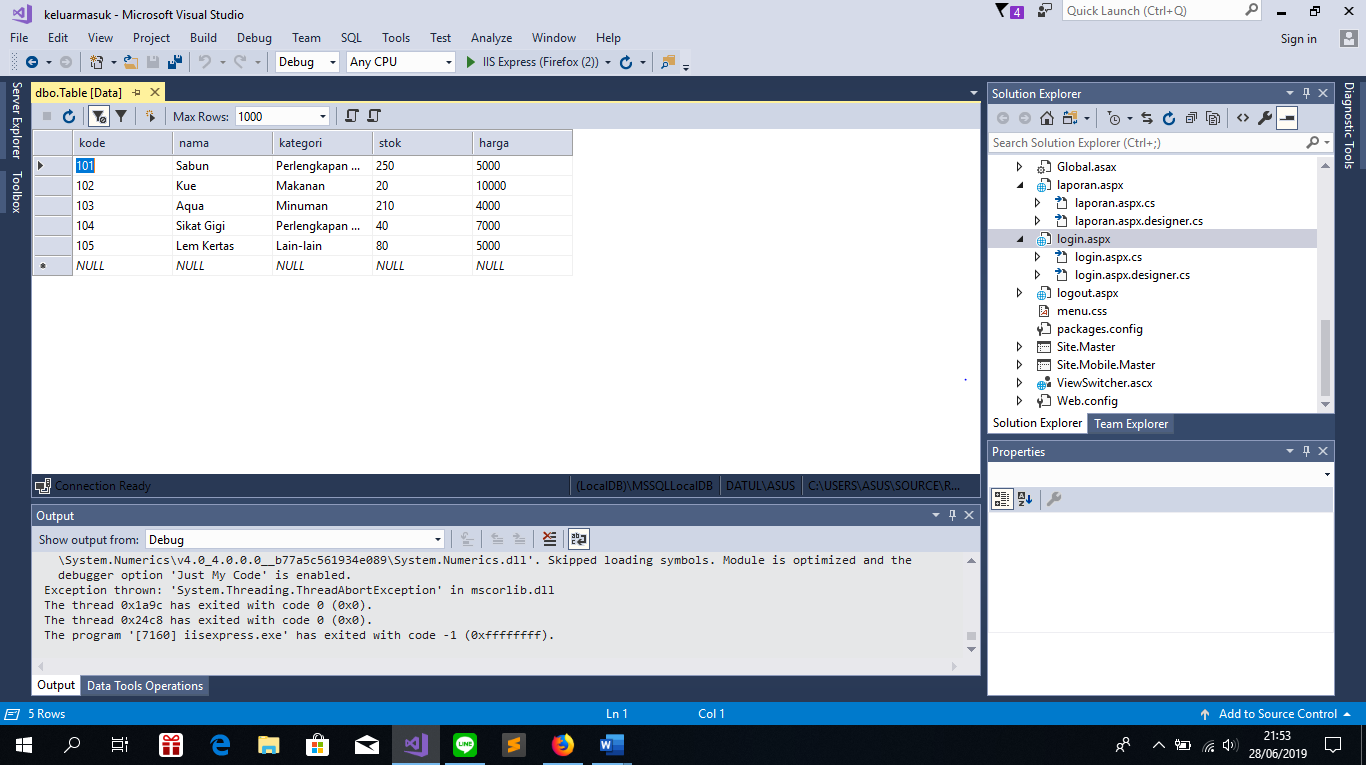 keluarmasuk - Microsoft Visual Studio
4
Quick Launch (Ctrl+Q)
File Edit View Project Build Debug Team SQL Tools Test Analyze Window Help
Sign in
Debug Any CPU IIS Express (Firefox (2))
Server Explorer
Toolbox
dbo.Table [Data]
Max Rows: 1000
kode nama kategori stok harga
101 Sabun Perlengkapan ... 250 5000
102 Kue Makanan 20 10000
103 Aqua Minuman 210 4000
104 Sikat Gigi Perlengkapan ... 40 7000
105 Lem Kertas Lain-lain 80 5000
NULL NULL NULL NULL NULL
Connection Ready (LocalDB)\MSSQLLocalDB DATUL\ASUS C:\USERS\ASUS\SOURCE\R...
Output
Show output from: Debug
\System.Numerics\v4.0_4.0.0.0__b77a5c561934e089\System.Numerics.dll'. Skipped loading symbols. Module is optimized and the
debugger option 'Just My Code' is enabled.
Exception thrown: 'System.Threading.ThreadAbortException' in mscorlib.dll
The thread 0x1a9c has exited with code 0 (0x0).
The thread 0x24c8 has exited with code 0 (0x0).
The program '[7160] iisexpress.exe' has exited with code -1 (0xffffffff).
Output Data Tools Operations
Solution Explorer
Search Solution Explorer (Ctrl+;)
Global.asax
laporan.aspx
laporan.aspx.cs
laporan.aspx.designer.cs
login.aspx
login.aspx.cs
login.aspx.designer.cs
logout.aspx
menu.css
packages.config
Site.Master
Site.Mobile.Master
ViewSwitcher.ascx
Web.config
Solution Explorer Team Explorer
Properties
Diagnostic Tools
5 Rows Ln 1 Col 1 Add to Source Control
LINE
21:53
28/06/2019